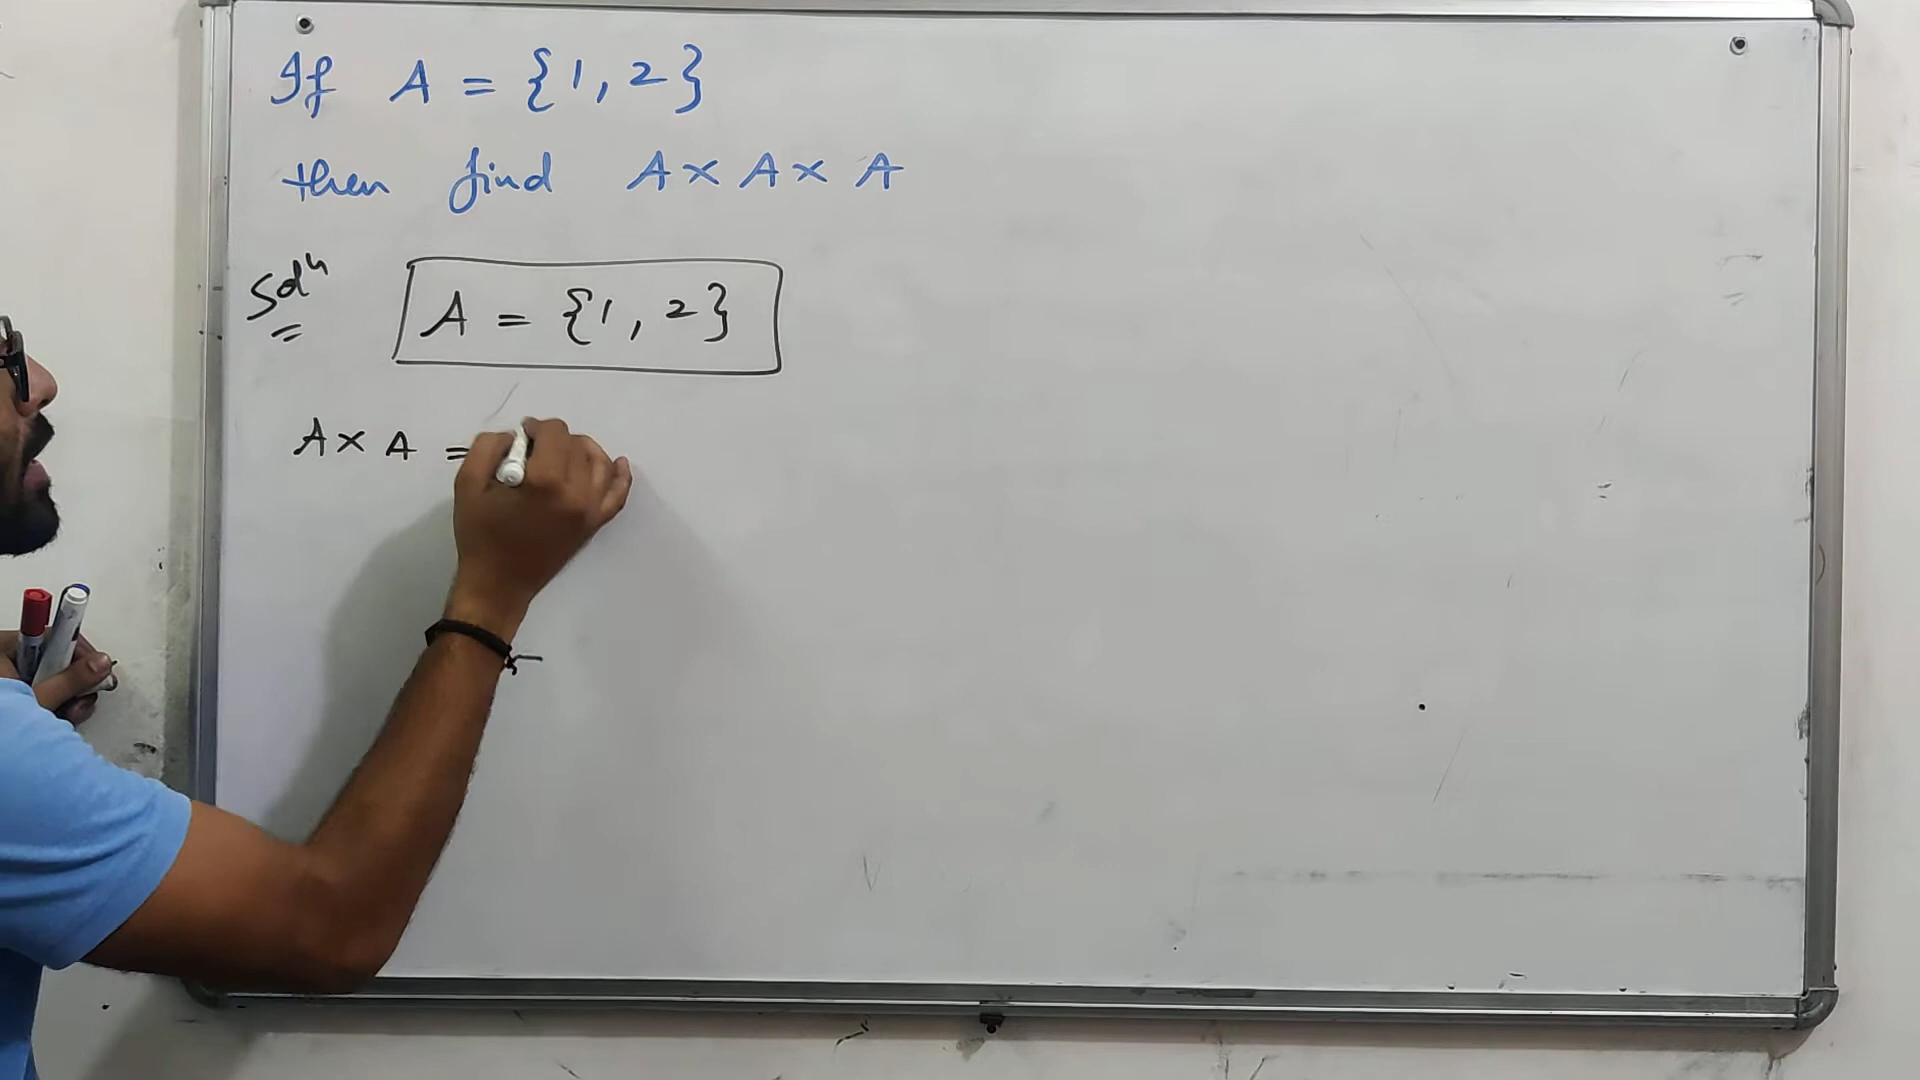 If A = {1, 2}
then find A × A × A
Solⁿ A = {1, 2}
A × A =